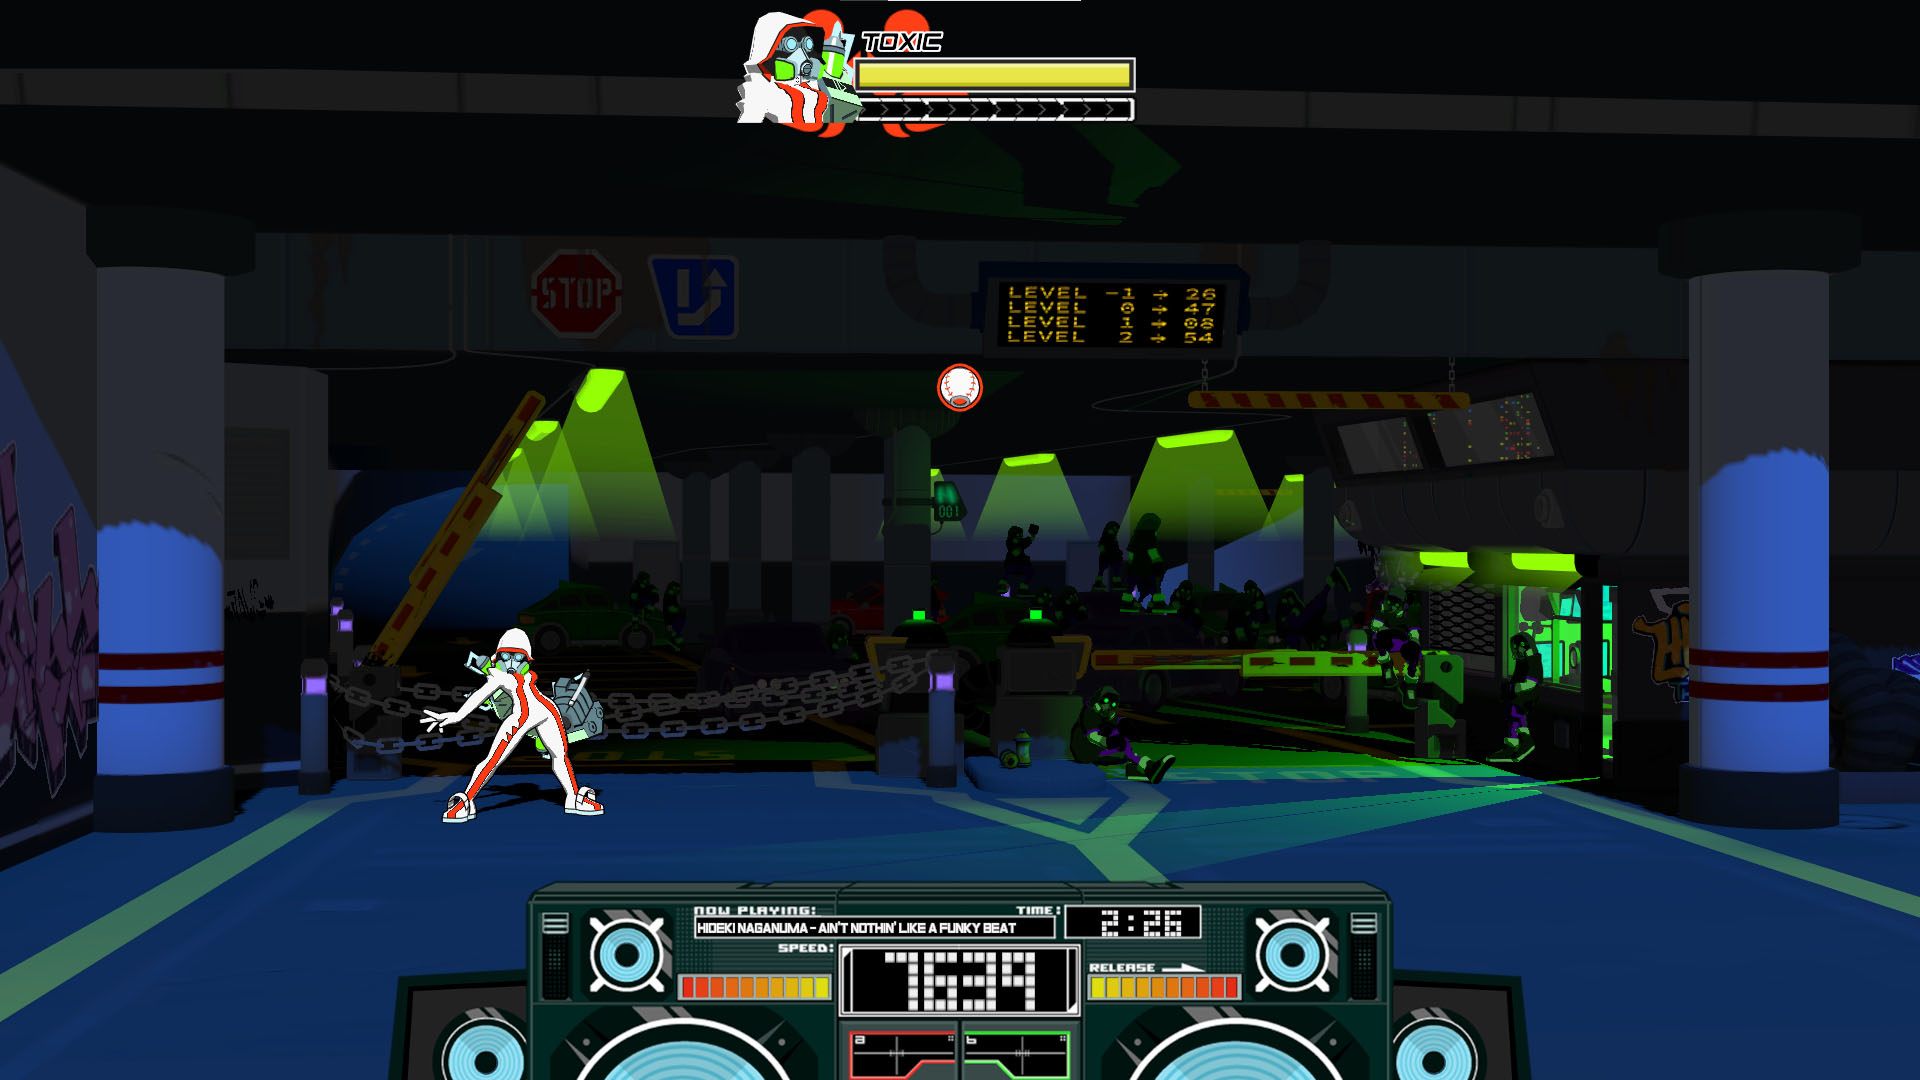 TOXIC
STOP
LEVEL -1 → 26
LEVEL 0 → 47
LEVEL 1 → 08
LEVEL 2 → 54
001
NOW PLAYING:
TIME:
2:26
HIDEKI NAGANUMA - AIN'T NOTHIN' LIKE A FUNKY BEAT
SPEED:
7639
RELEASE
a
b